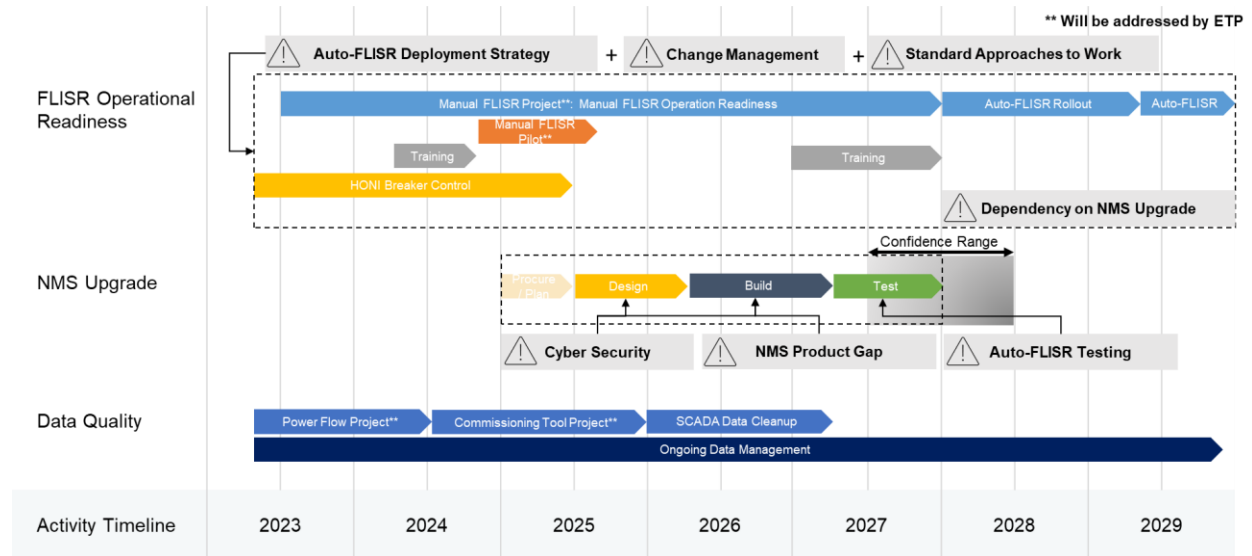 ** Will be addressed by ETP
Auto-FLISR Deployment Strategy + Change Management + Standard Approaches to Work
FLISR Operational
Readiness
Manual FLISR Project**: Manual FLISR Operation Readiness
Auto-FLISR Rollout
Auto-FLISR
Manual FLISR
Pilot**
Training
Training
HONI Breaker Control
Dependency on NMS Upgrade
Confidence Range
NMS Upgrade
Procure
/ Plan
Design
Build
Test
Cyber Security
NMS Product Gap
Auto-FLISR Testing
Data Quality
Power Flow Project**
Commissioning Tool Project**
SCADA Data Cleanup
Ongoing Data Management
Activity Timeline 2023 2024 2025 2026 2027 2028 2029